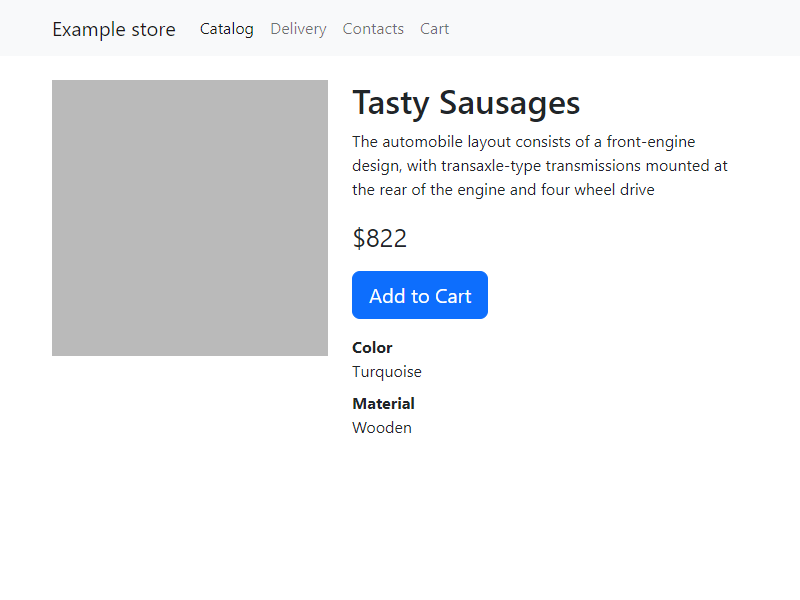 Example store Catalog Delivery Contacts Cart
Tasty Sausages
The automobile layout consists of a front-engine
design, with transaxle-type transmissions mounted at
the rear of the engine and four wheel drive
$822
Add to Cart
Color
Turquoise
Material
Wooden